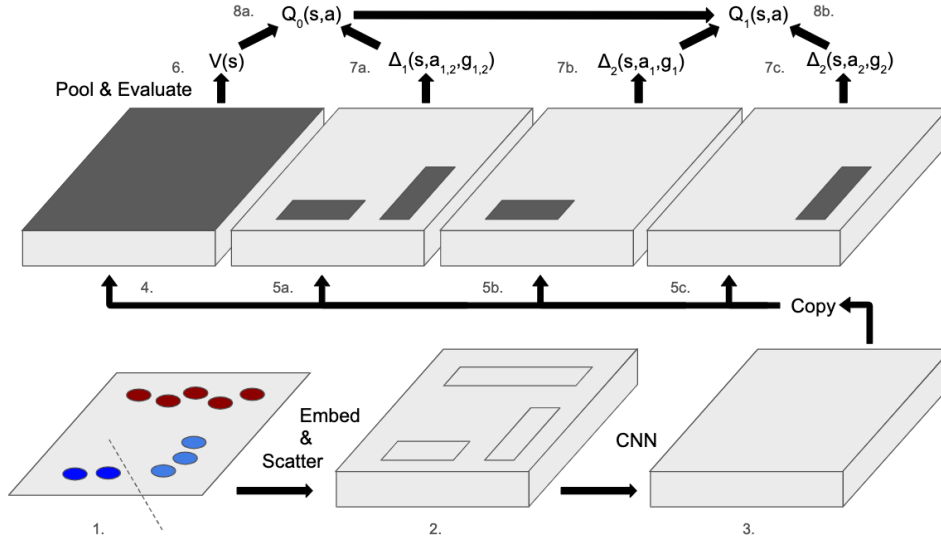 8a. Q₀(s,a) Q₁(s,a) 8b.
6. V(s) 7a. Δ₁(s,a₁,₂,g₁,₂) 7b. Δ₂(s,a₁,g₁) 7c. Δ₂(s,a₂,g₂)
Pool & Evaluate
4. 5a. 5b. 5c.
Copy
Embed
&
Scatter
CNN
1. 2. 3.